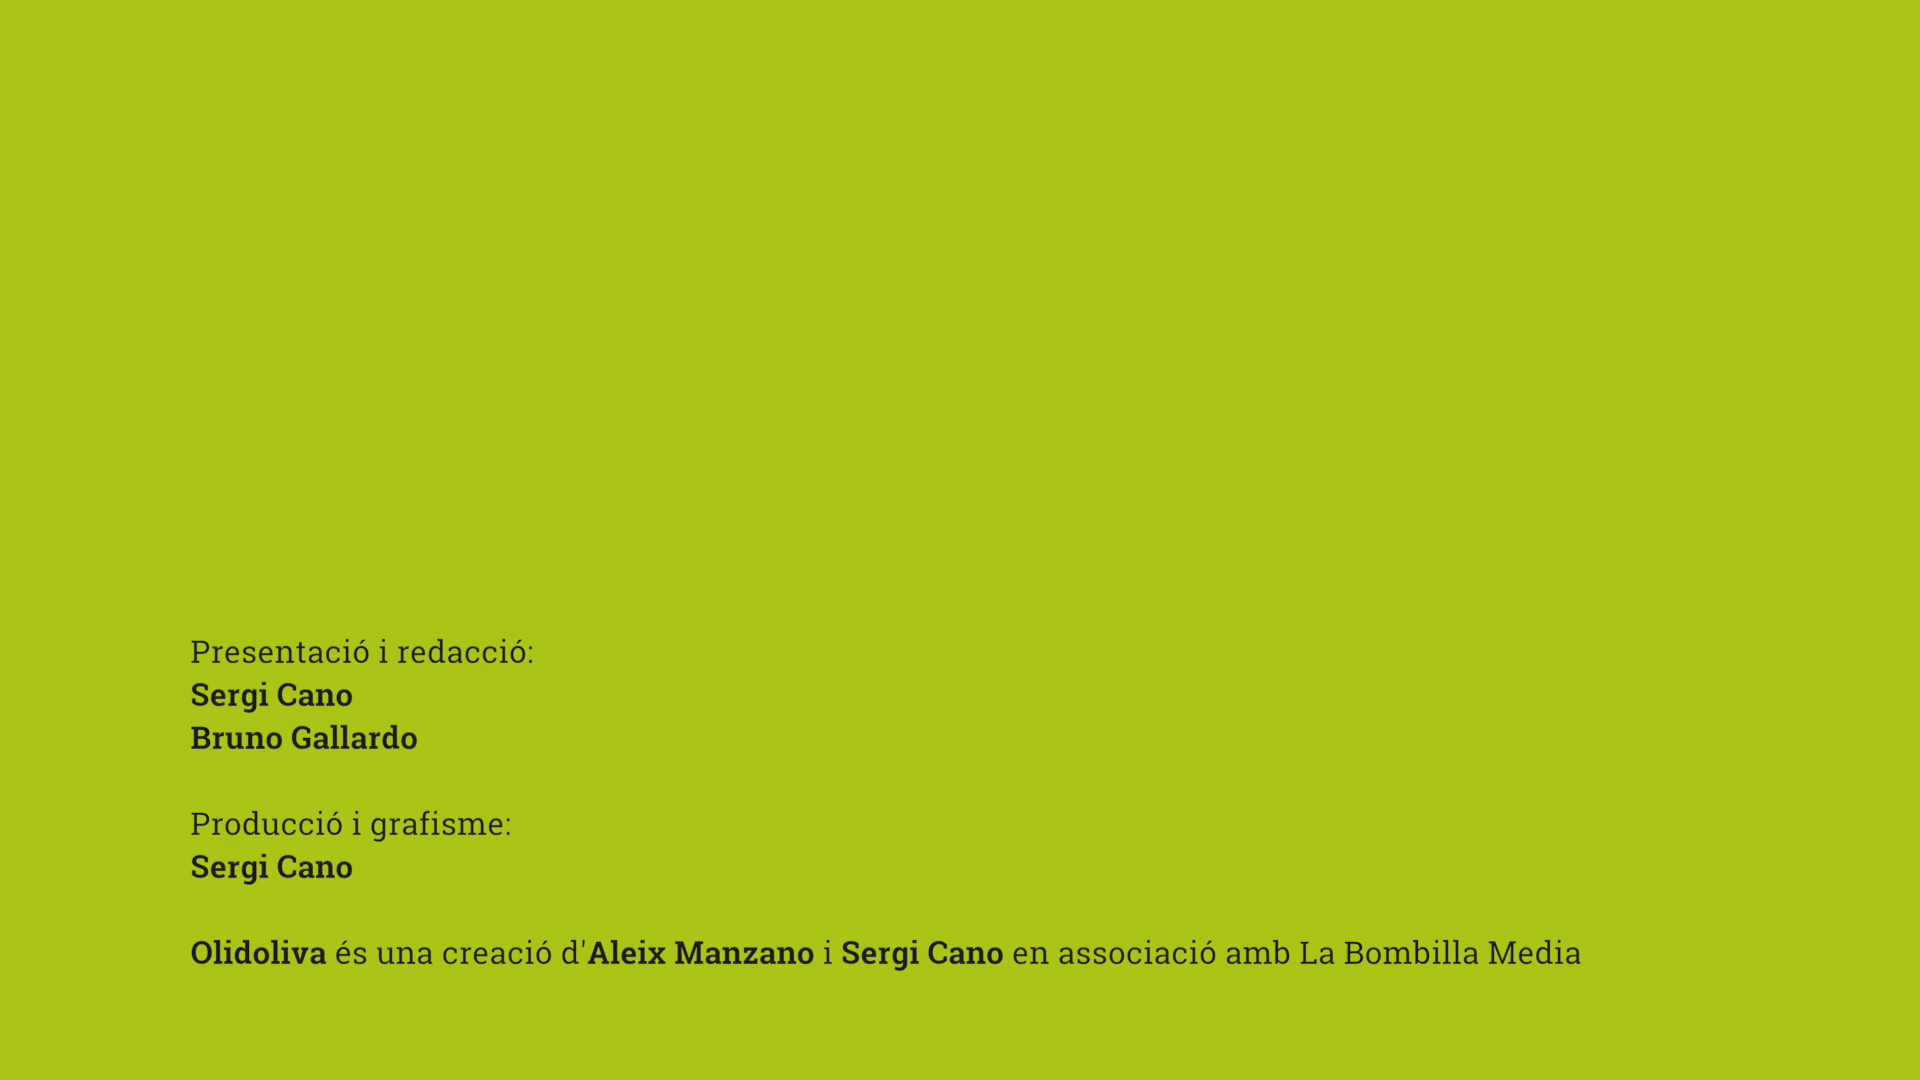 Presentació i redacció:
Sergi Cano
Bruno Gallardo
Producció i grafisme:
Sergi Cano
Olidoliva és una creació d'Aleix Manzano i Sergi Cano en associació amb La Bombilla Media